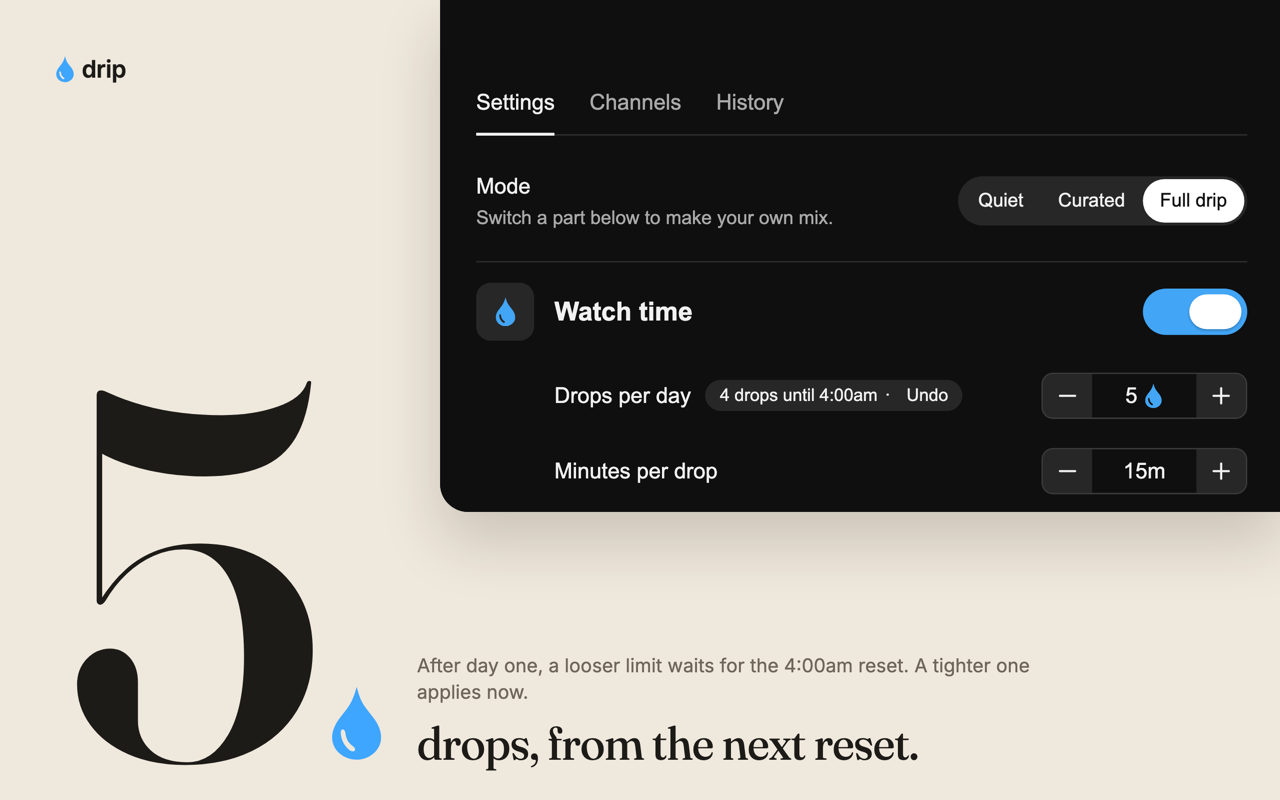 drip
Settings Channels History
Mode
Switch a part below to make your own mix.
Quiet Curated Full drip
Watch time
Drops per day 4 drops until 4:00am · Undo − 5 +
Minutes per drop − 15m +
5
After day one, a looser limit waits for the 4:00am reset. A tighter one
applies now.
drops, from the next reset.